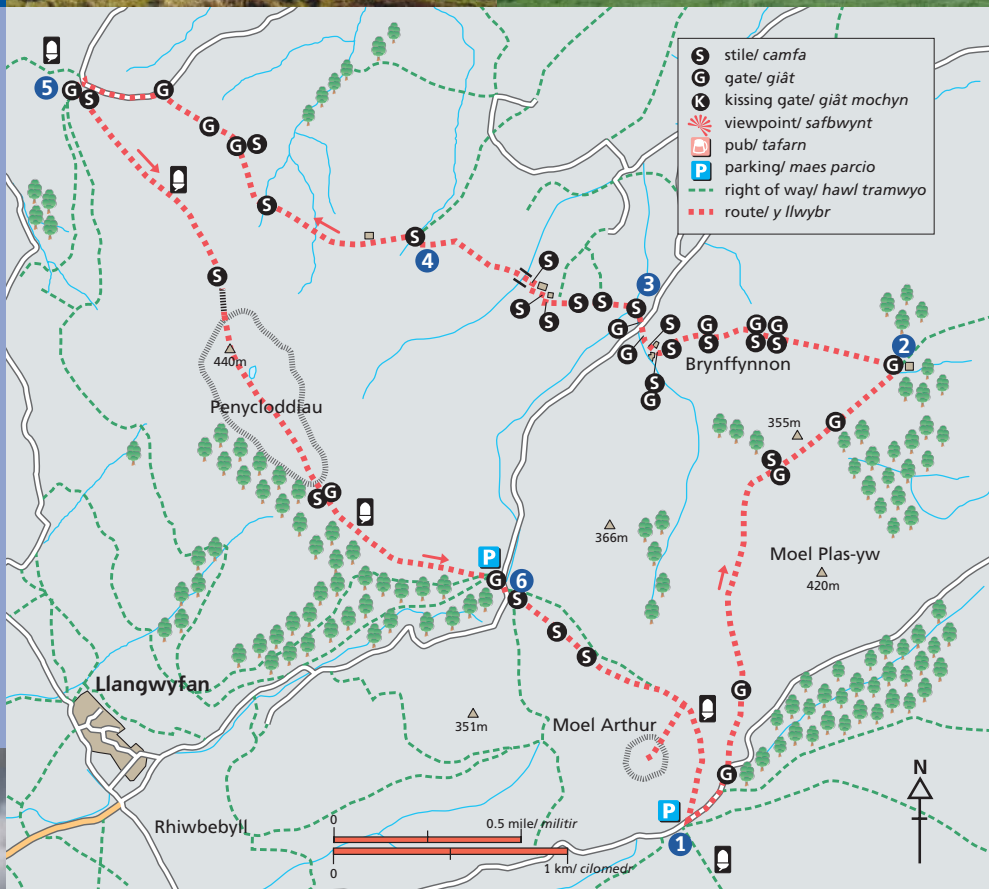 S stile/ camfa
G gate/ giât
K kissing gate/ giât mochyn
viewpoint/ safbwynt
pub/ tafarn
P parking/ maes parcio
right of way/ hawl tramwyo
route/ y llwybr
5
G
S
G
G
G S
S
S
4
S
S
S
S
S
S
S
3
G
G
S
S
G
S
G
G
S
S
S
G
Brynffynnon
2
G
440m
Penycloddiau
355m
G
S
G
S G
366m
Moel Plas-yw
420m
P
G
6
S
S
S
Llangwyfan
G
351m
Moel Arthur
G
N
P
1
Rhiwbebyll
0
0.5 mile/ militir
1 km/ cilomedr
0